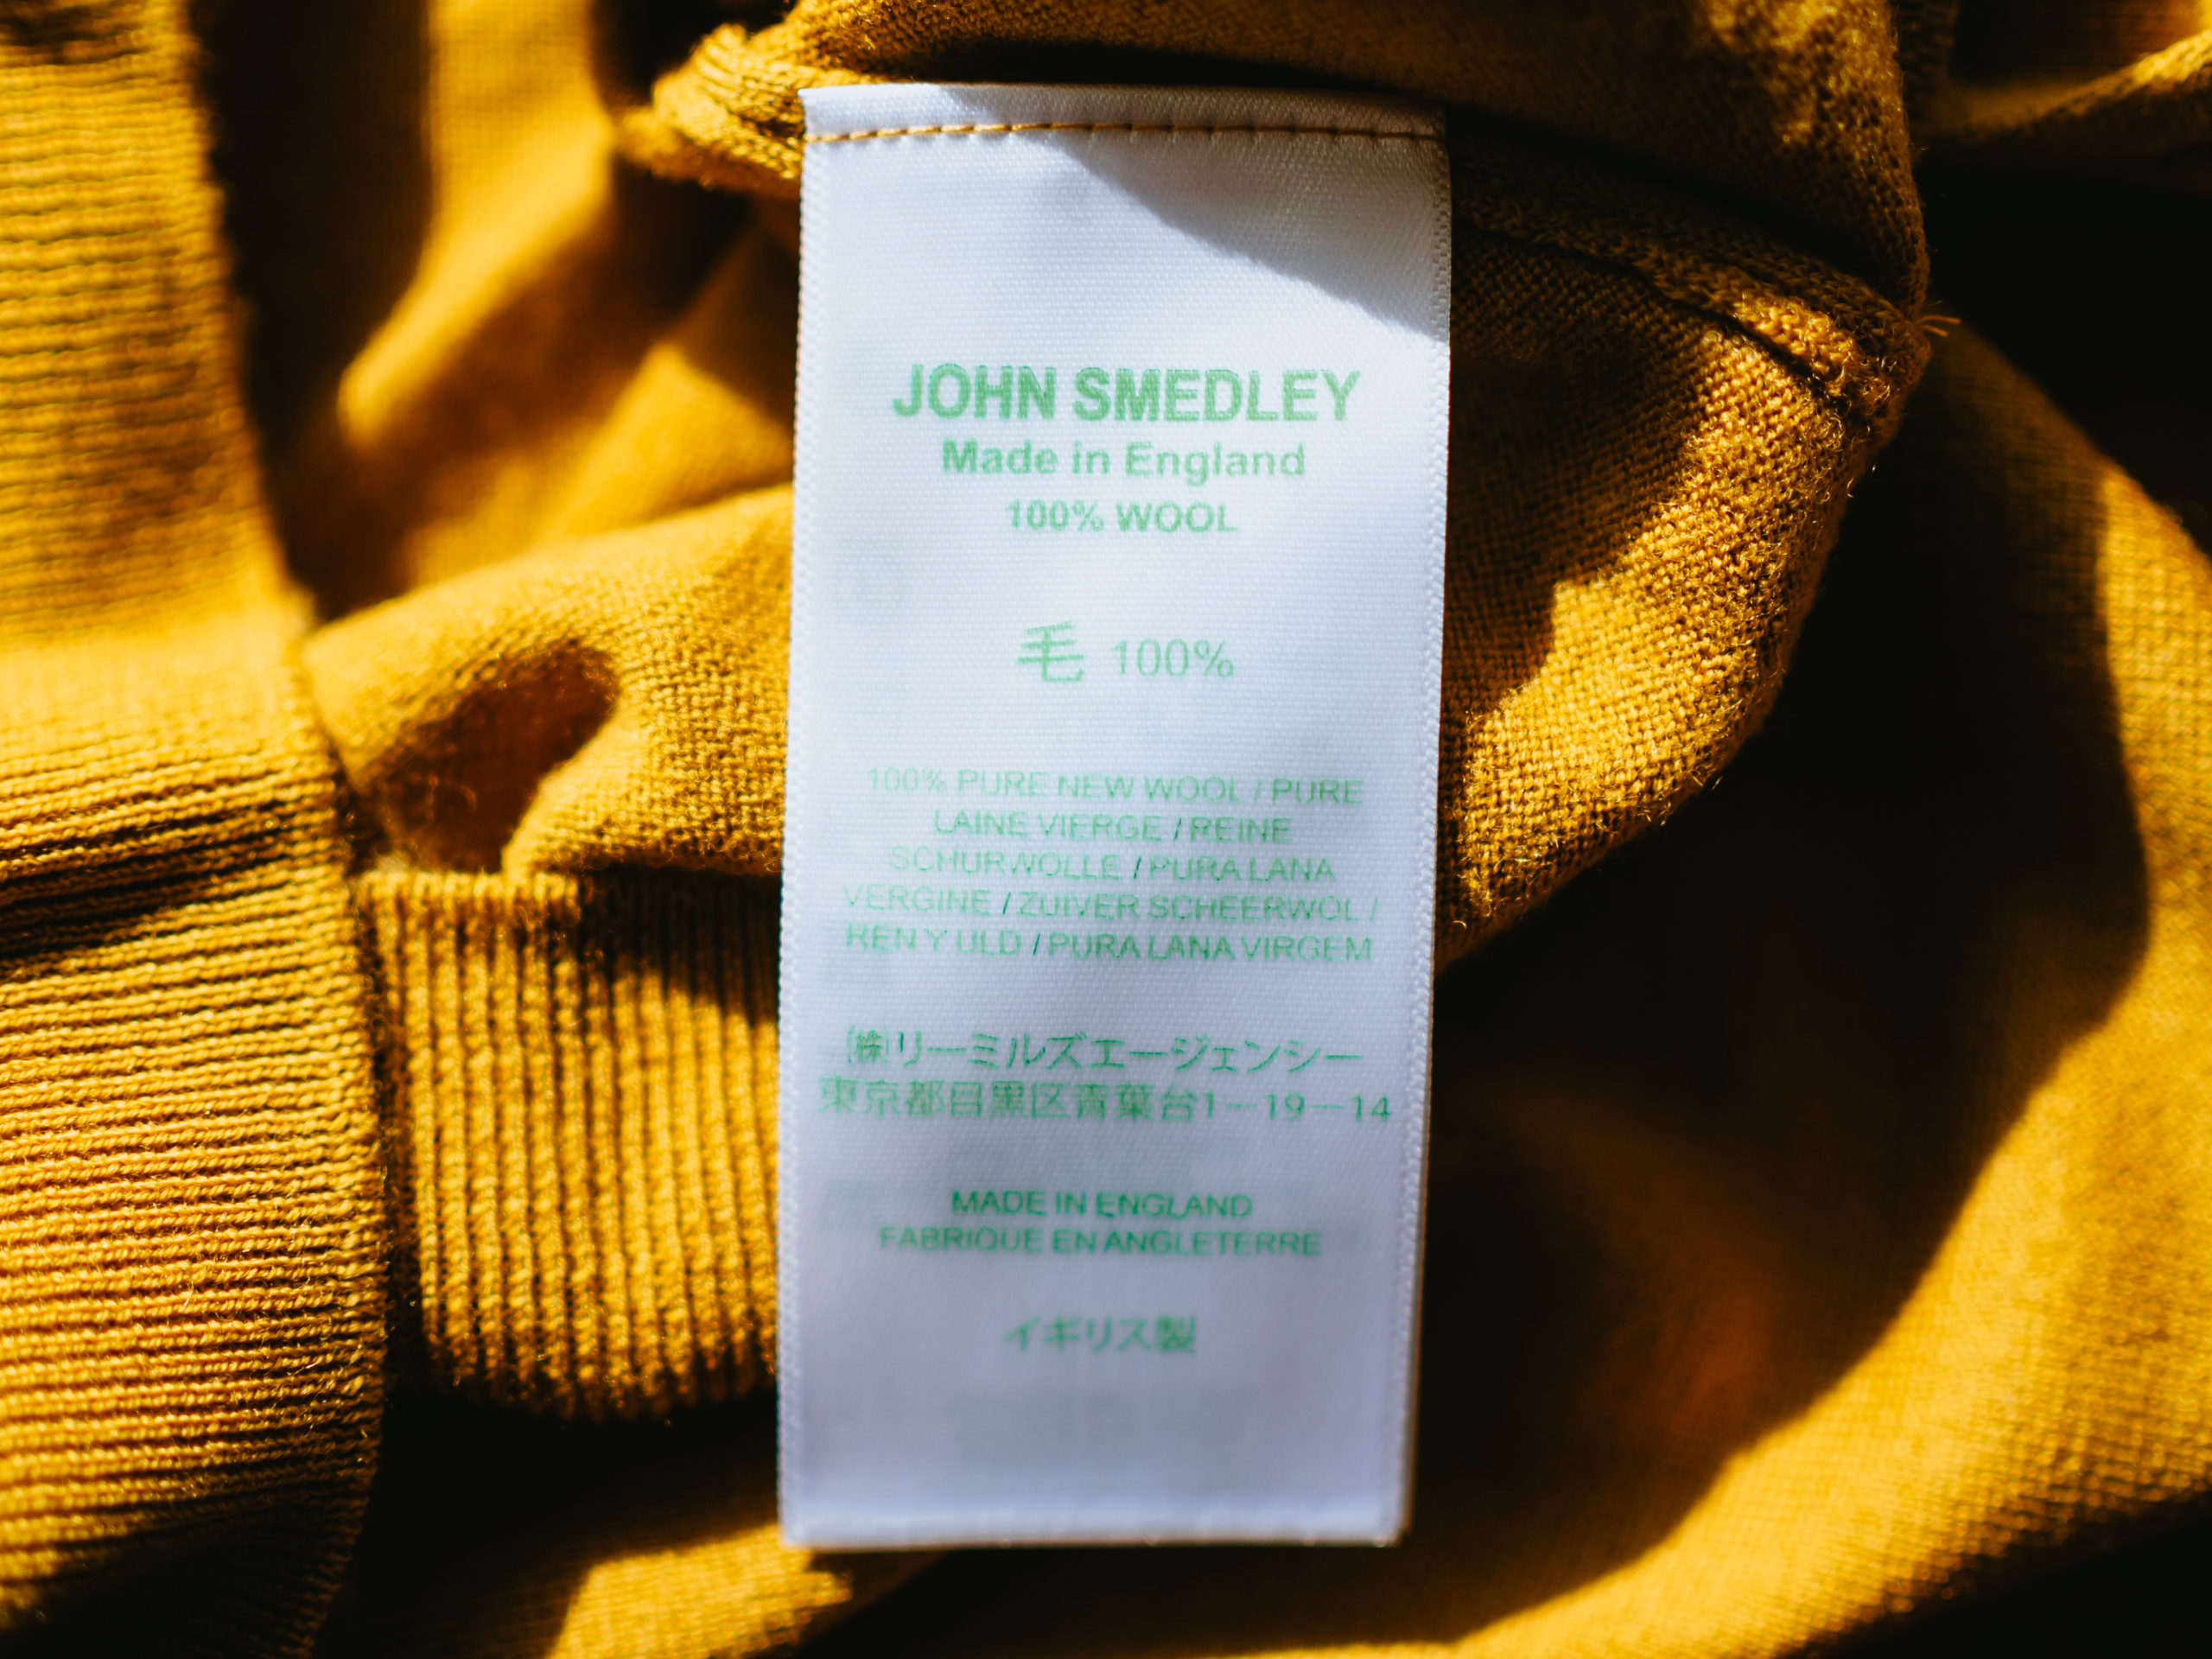 JOHN SMEDLEY
Made in England
100% WOOL
毛 100%
100% PURE NEW WOOL / PURE
LAINE VIERGE / REINE
SCHURWOLLE / PURA LANA
VERGINE / ZUIVER SCHEERWOL /
REN Y ULD / PURA LANA VIRGEM
(株)リーミルズエージェンシー
東京都目黒区青葉台1-19-14
MADE IN ENGLAND
FABRIQUE EN ANGLETERRE
イギリス製